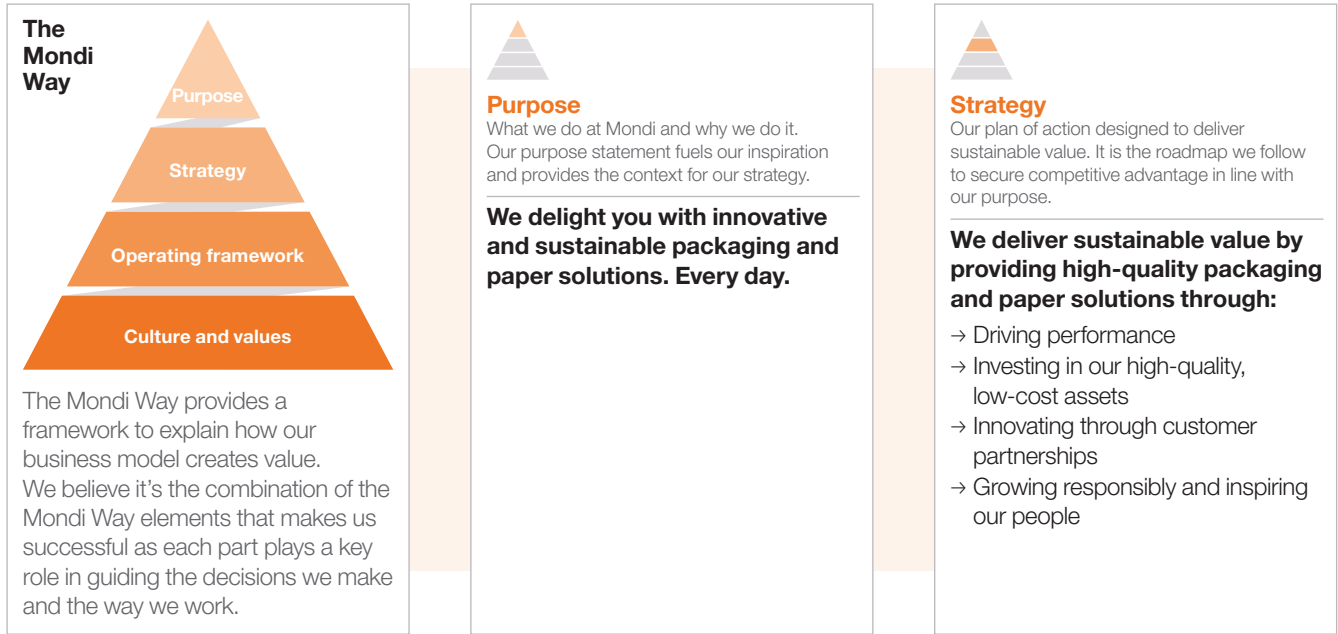 The
Mondi
Way
Purpose
Strategy
Operating framework
Culture and values
The Mondi Way provides a
framework to explain how our
business model creates value.
We believe it’s the combination of the
Mondi Way elements that makes us
successful as each part plays a key
role in guiding the decisions we make
and the way we work.
Purpose
What we do at Mondi and why we do it.
Our purpose statement fuels our inspiration
and provides the context for our strategy.
We delight you with innovative
and sustainable packaging and
paper solutions. Every day.
Strategy
Our plan of action designed to deliver
sustainable value. It is the roadmap we follow
to secure competitive advantage in line with
our purpose.
We deliver sustainable value by
providing high-quality packaging
and paper solutions through:
→ Driving performance
→ Investing in our high-quality,
low-cost assets
→ Innovating through customer
partnerships
→ Growing responsibly and inspiring
our people